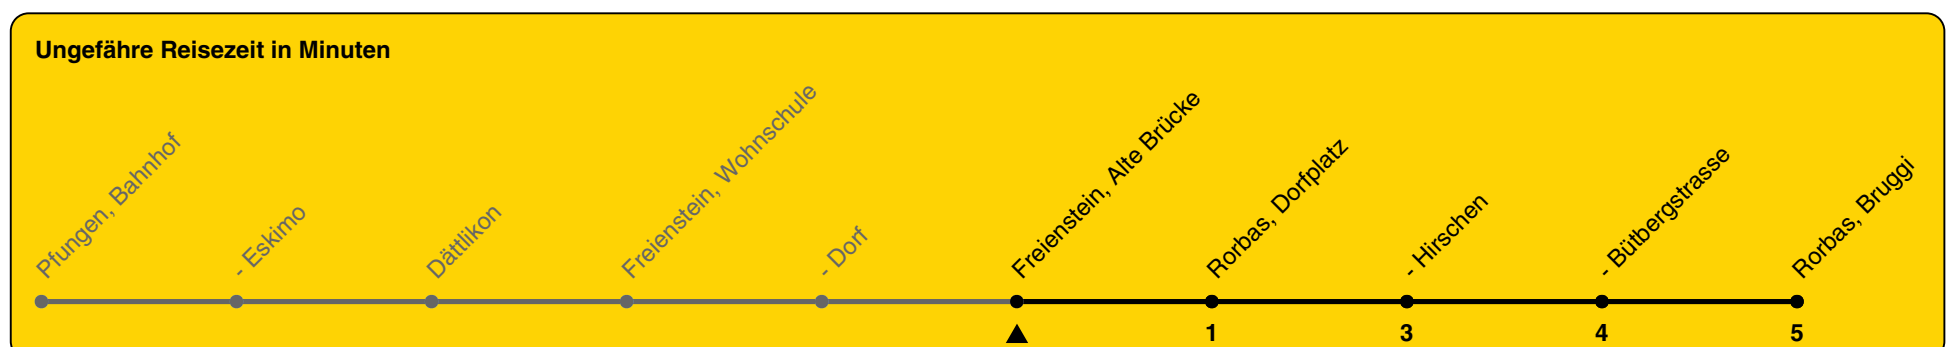 Ungefähre Reisezeit in Minuten
Pfungen, Bahnhof
- Eskimo
Dättlikon
Freienstein, Wohnschule
- Dorf
Freienstein, Alte Brücke
Rorbas, Dorfplatz
- Hirschen
- Bütbergstrasse
Rorbas, Bruggi
1 3 4 5